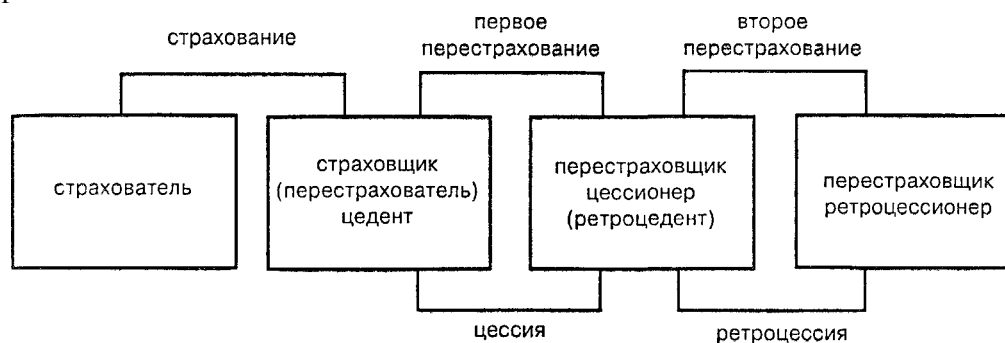 страхование
первое
перестрахование
второе
перестрахование
страхователь
страховщик
(перестрахователь)
цедент
перестраховщик
цессионер
(ретроцедент)
перестраховщик
ретроцессионер
цессия
ретроцессия